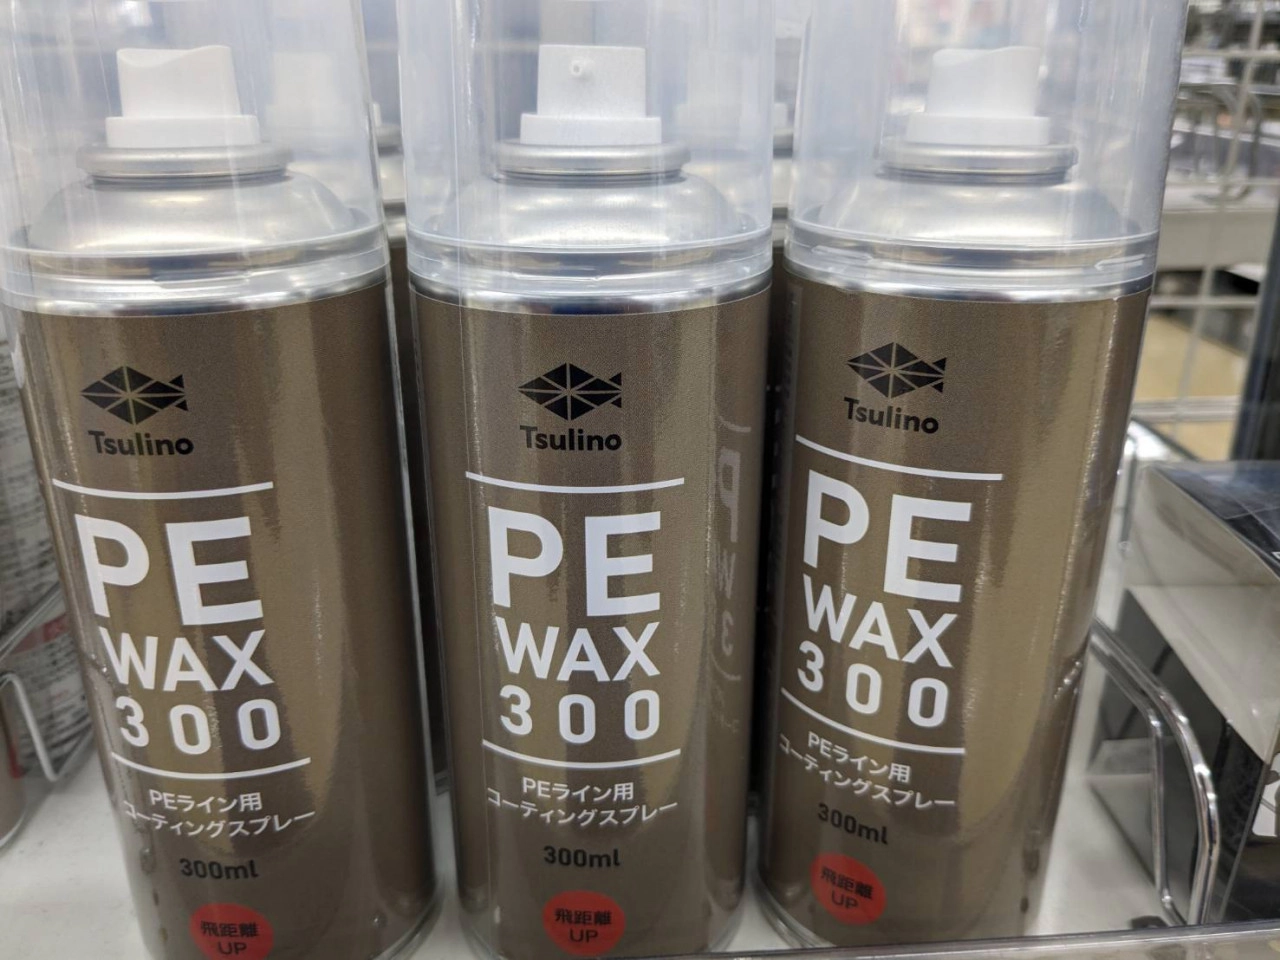 Tsulino
PE
WAX
300
PEライン用
コーティングスプレー
300ml
飛距離
UP
Tsulino
PE
WAX
300
PEライン用
コーティングスプレー
300ml
飛距離
UP
Tsulino
PE
WAX
300
PEライン用
コーティングスプレー
300ml
飛距離
UP